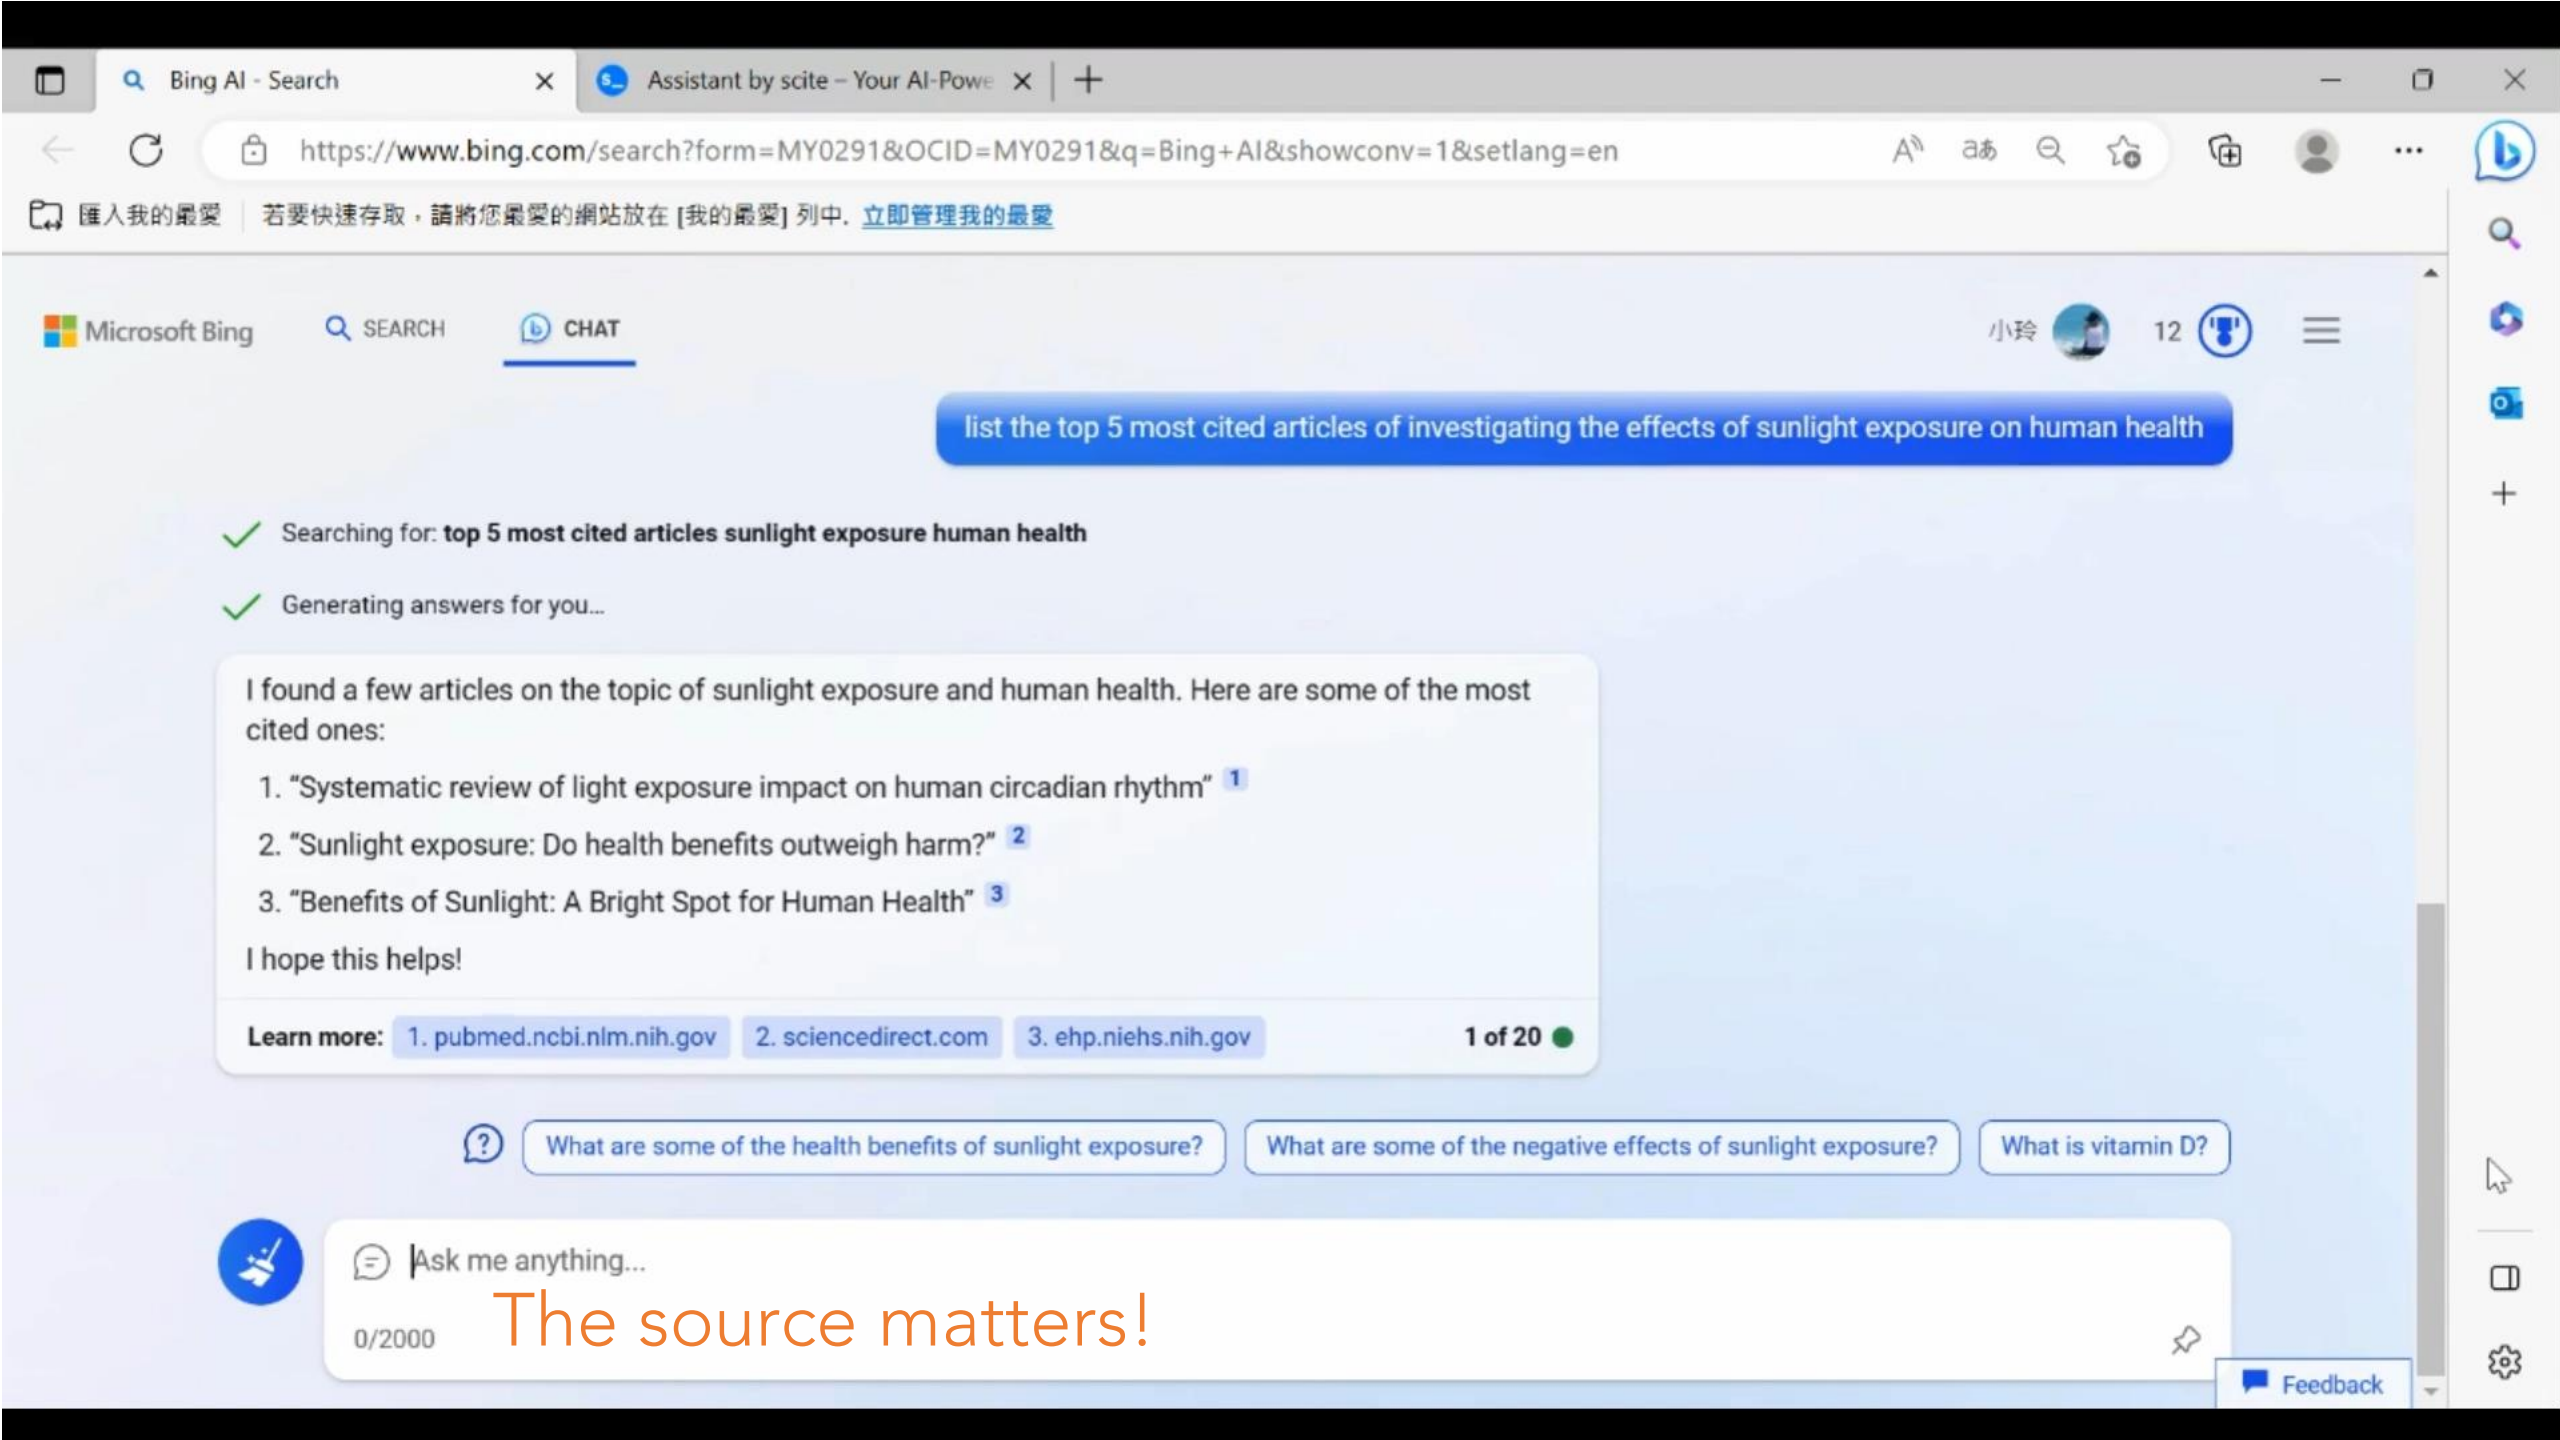 Bing AI - Search
Assistant by scite – Your AI-Powe
https://www.bing.com/search?form=MY0291&OCID=MY0291&q=Bing+AI&showconv=1&setlang=en
匯入我的最愛
若要快速存取，請將您最愛的網站放在 [我的最愛] 列中. 立即管理我的最愛
Microsoft Bing
SEARCH
CHAT
小玲
12
list the top 5 most cited articles of investigating the effects of sunlight exposure on human health
Searching for: top 5 most cited articles sunlight exposure human health
Generating answers for you...
I found a few articles on the topic of sunlight exposure and human health. Here are some of the most
cited ones:
1. “Systematic review of light exposure impact on human circadian rhythm” 1
2. “Sunlight exposure: Do health benefits outweigh harm?” 2
3. “Benefits of Sunlight: A Bright Spot for Human Health” 3
I hope this helps!
Learn more: 1. pubmed.ncbi.nlm.nih.gov 2. sciencedirect.com 3. ehp.niehs.nih.gov 1 of 20
What are some of the health benefits of sunlight exposure?
What are some of the negative effects of sunlight exposure?
What is vitamin D?
Ask me anything...
The source matters!
0/2000
Feedback